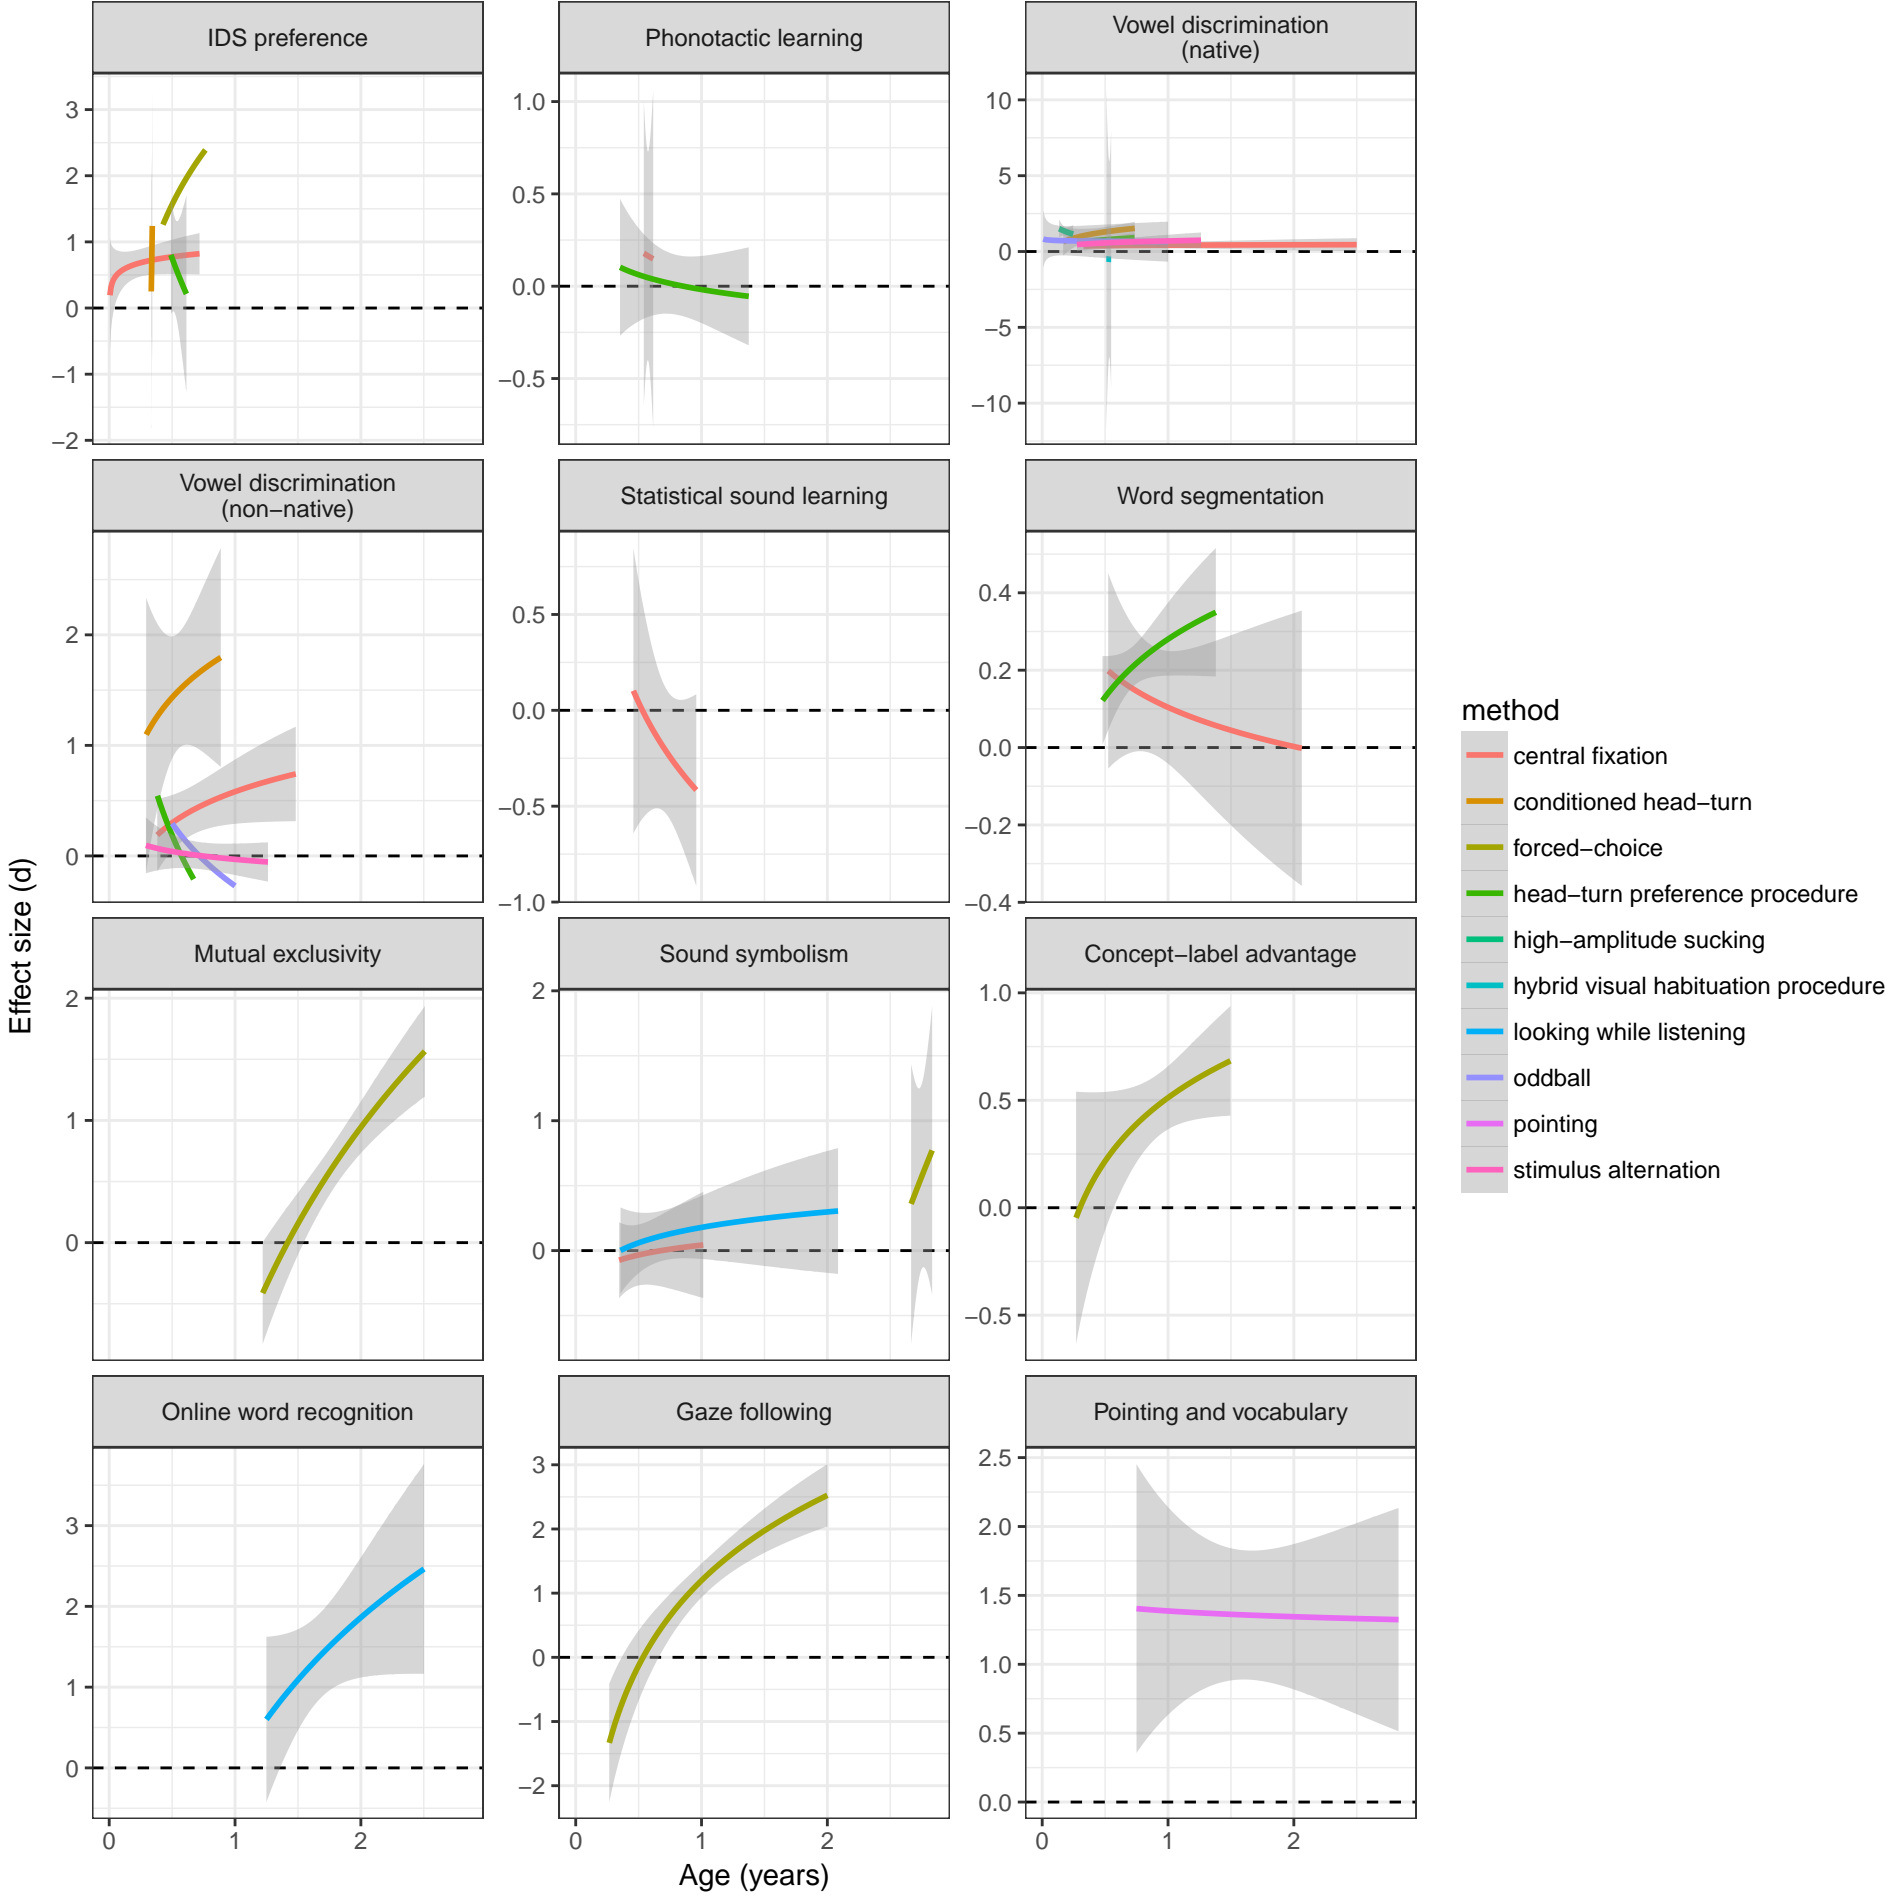 IDS preference
Phonotactic learning
Vowel discrimination
(native)
3
2
1
0
−1
−2
1.0
0.5
0.0
−0.5
10
5
0
−5
−10
Vowel discrimination
(non−native)
Statistical sound learning
Word segmentation
2
1
0
0.5
0.0
−0.5
−1.0
0.4
0.2
0.0
−0.2
−0.4
Mutual exclusivity
Sound symbolism
Concept−label advantage
2
1
0
2
1
0
1.0
0.5
0.0
−0.5
Online word recognition
Gaze following
Pointing and vocabulary
3
2
1
0
3
2
1
0
−1
−2
2.5
2.0
1.5
1.0
0.5
0.0
0 1 2
0 1 2
0 1 2
Age (years)
Effect size (d)
method
central fixation
conditioned head−turn
forced−choice
head−turn preference procedure
high−amplitude sucking
hybrid visual habituation procedure
looking while listening
oddball
pointing
stimulus alternation